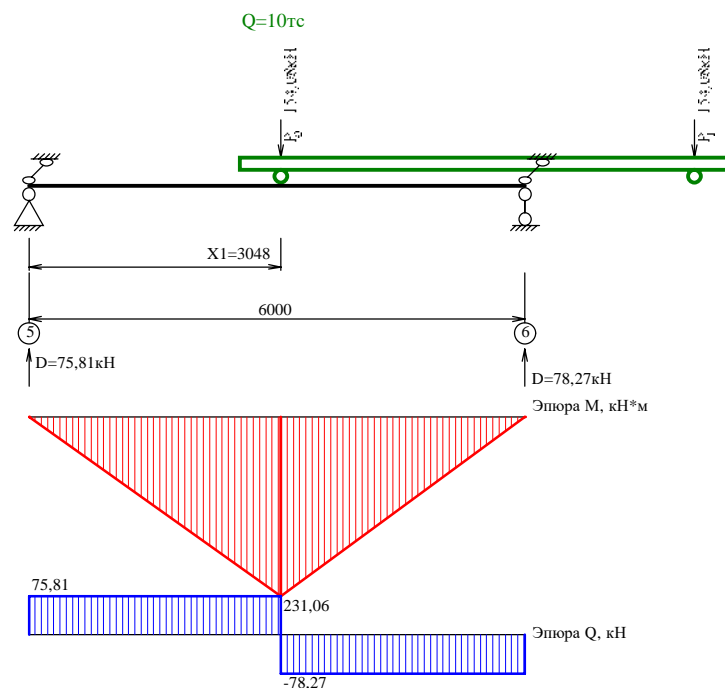 Q=10тс
X1=3048
6000
5
6
D=75,81кН
D=78,27кН
Эпюра М, кН*м
75,81
231,06
Эпюра Q, кН
-78,27